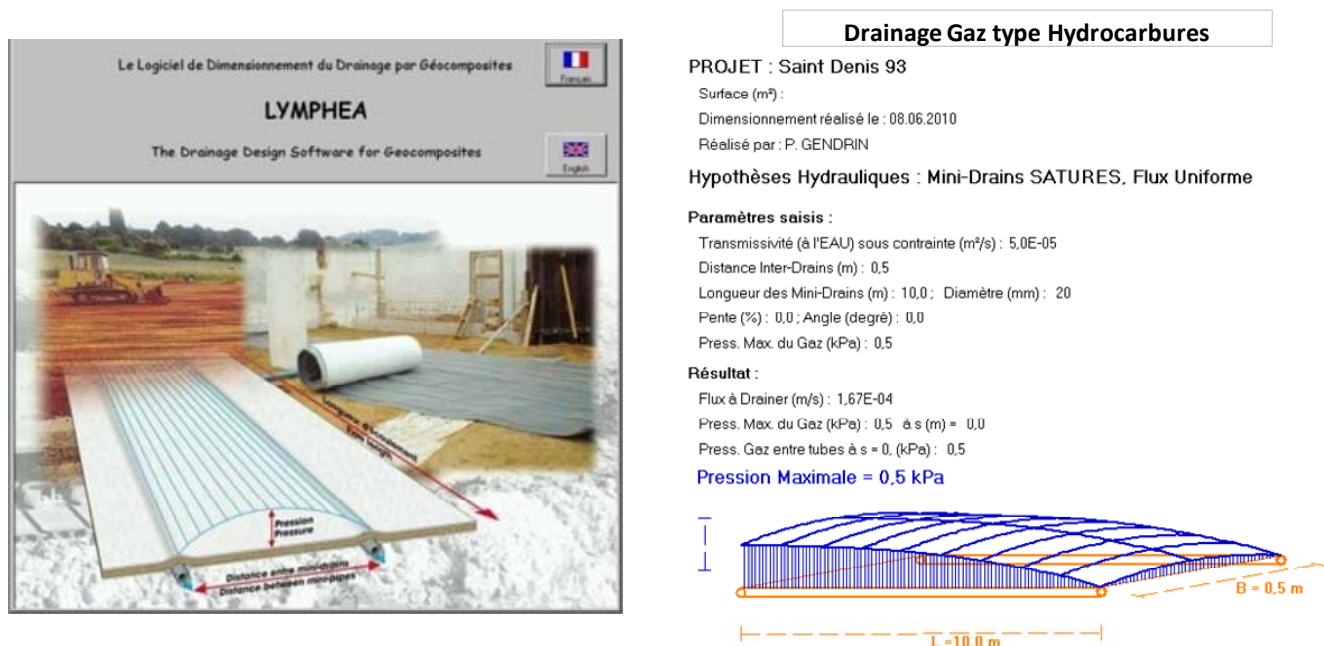 Le Logiciel de Dimensionnement du Drainage par Géocomposites
Français
LYMPHEA
The Drainage Design Software for Geocomposites
English
Longueur d'écoulement
Flow length
Pression
Pressure
Distance entre mini-drains
Distance between mini-pipes
Drainage Gaz type Hydrocarbures
PROJET : Saint Denis 93
Surface (m²) :
Dimensionnement réalisé le : 08.06.2010
Réalisé par : P. GENDRIN
Hypothèses Hydrauliques : Mini-Drains SATURES, Flux Uniforme
Paramètres saisis :
Transmissivité (à l'EAU) sous contrainte (m²/s) : 5,0E-05
Distance Inter-Drains (m) : 0,5
Longueur des Mini-Drains (m) : 10,0 ; Diamètre (mm) : 20
Pente (%) : 0,0 ; Angle (degré) : 0,0
Press. Max. du Gaz (kPa) : 0,5
Résultat :
Flux à Drainer (m/s) : 1,67E-04
Press. Max. du Gaz (kPa) : 0,5 à s (m) = 0,0
Press. Gaz entre tubes à s = 0, (kPa) : 0,5
Pression Maximale = 0,5 kPa
B = 0,5 m
L =10,0 m